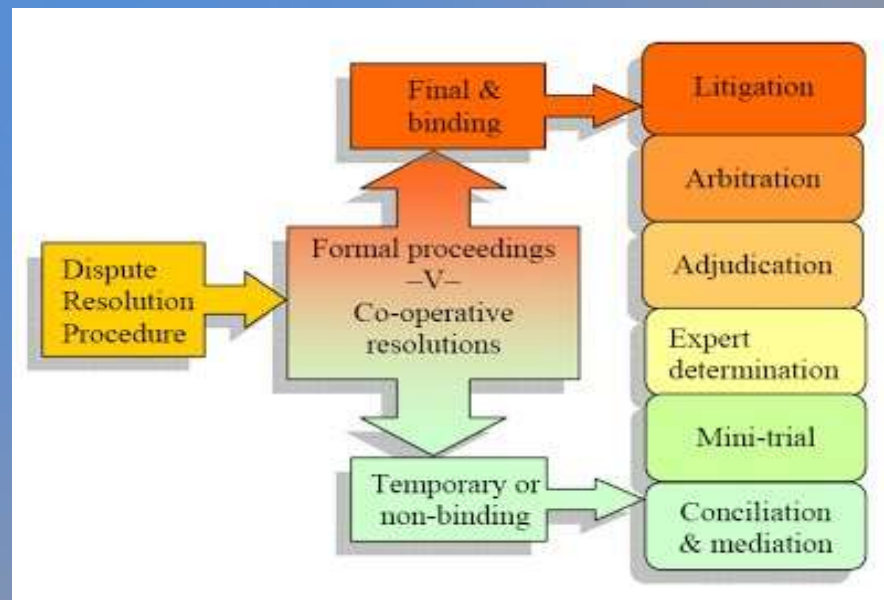 Dispute
Resolution
Procedure
Formal proceedings
–V–
Co-operative
resolutions
Final &
binding
Temporary or
non-binding
Litigation
Arbitration
Adjudication
Expert
determination
Mini-trial
Conciliation
& mediation